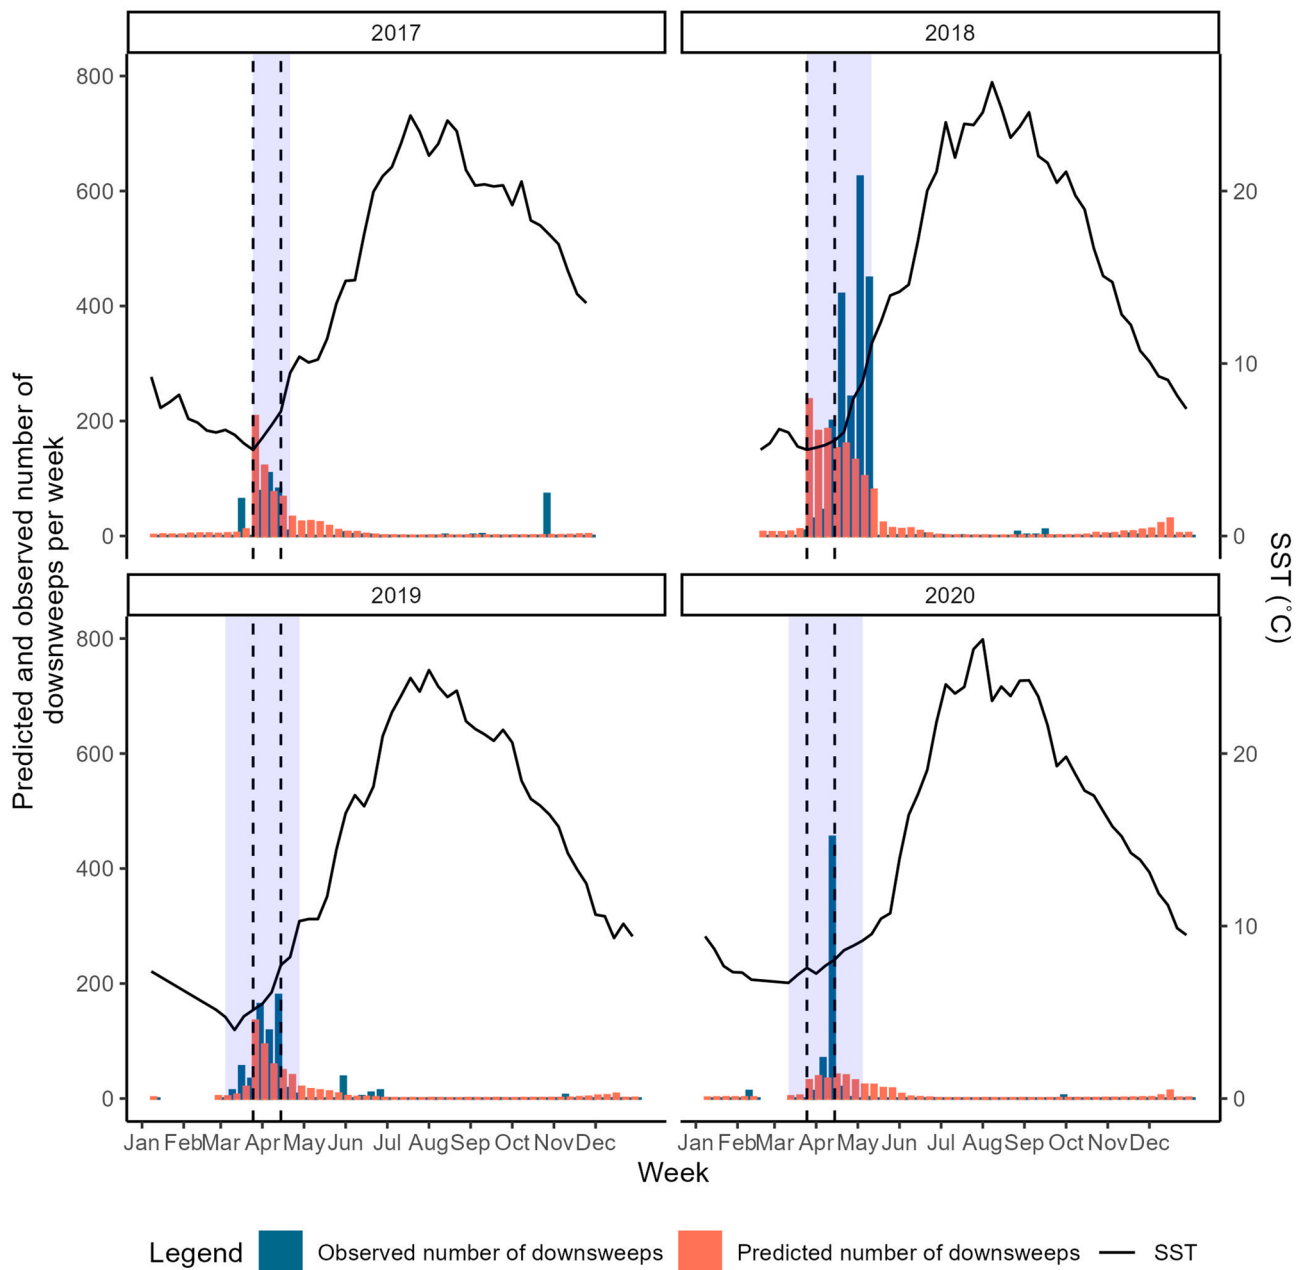 2017
2018
800
600
400
200
0
20
10
0
Predicted and observed number of
downsweeps per week
SST (°C)
2019
2020
800
600
400
200
0
20
10
0
Jan Feb Mar Apr May Jun Jul Aug Sep Oct Nov Dec
Jan Feb Mar Apr May Jun Jul Aug Sep Oct Nov Dec
Week
Legend Observed number of downsweeps Predicted number of downsweeps SST